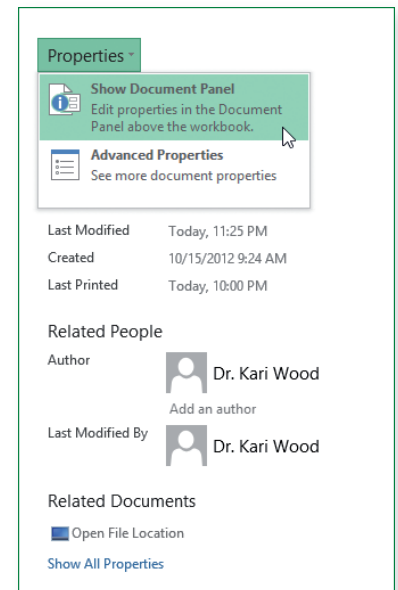 Properties
Show Document Panel
Edit properties in the Document
Panel above the workbook.
Advanced Properties
See more document properties
Last Modified Today, 11:25 PM
Created 10/15/2012 9:24 AM
Last Printed Today, 10:00 PM
Related People
Author Dr. Kari Wood
Add an author
Last Modified By Dr. Kari Wood
Related Documents
Open File Location
Show All Properties